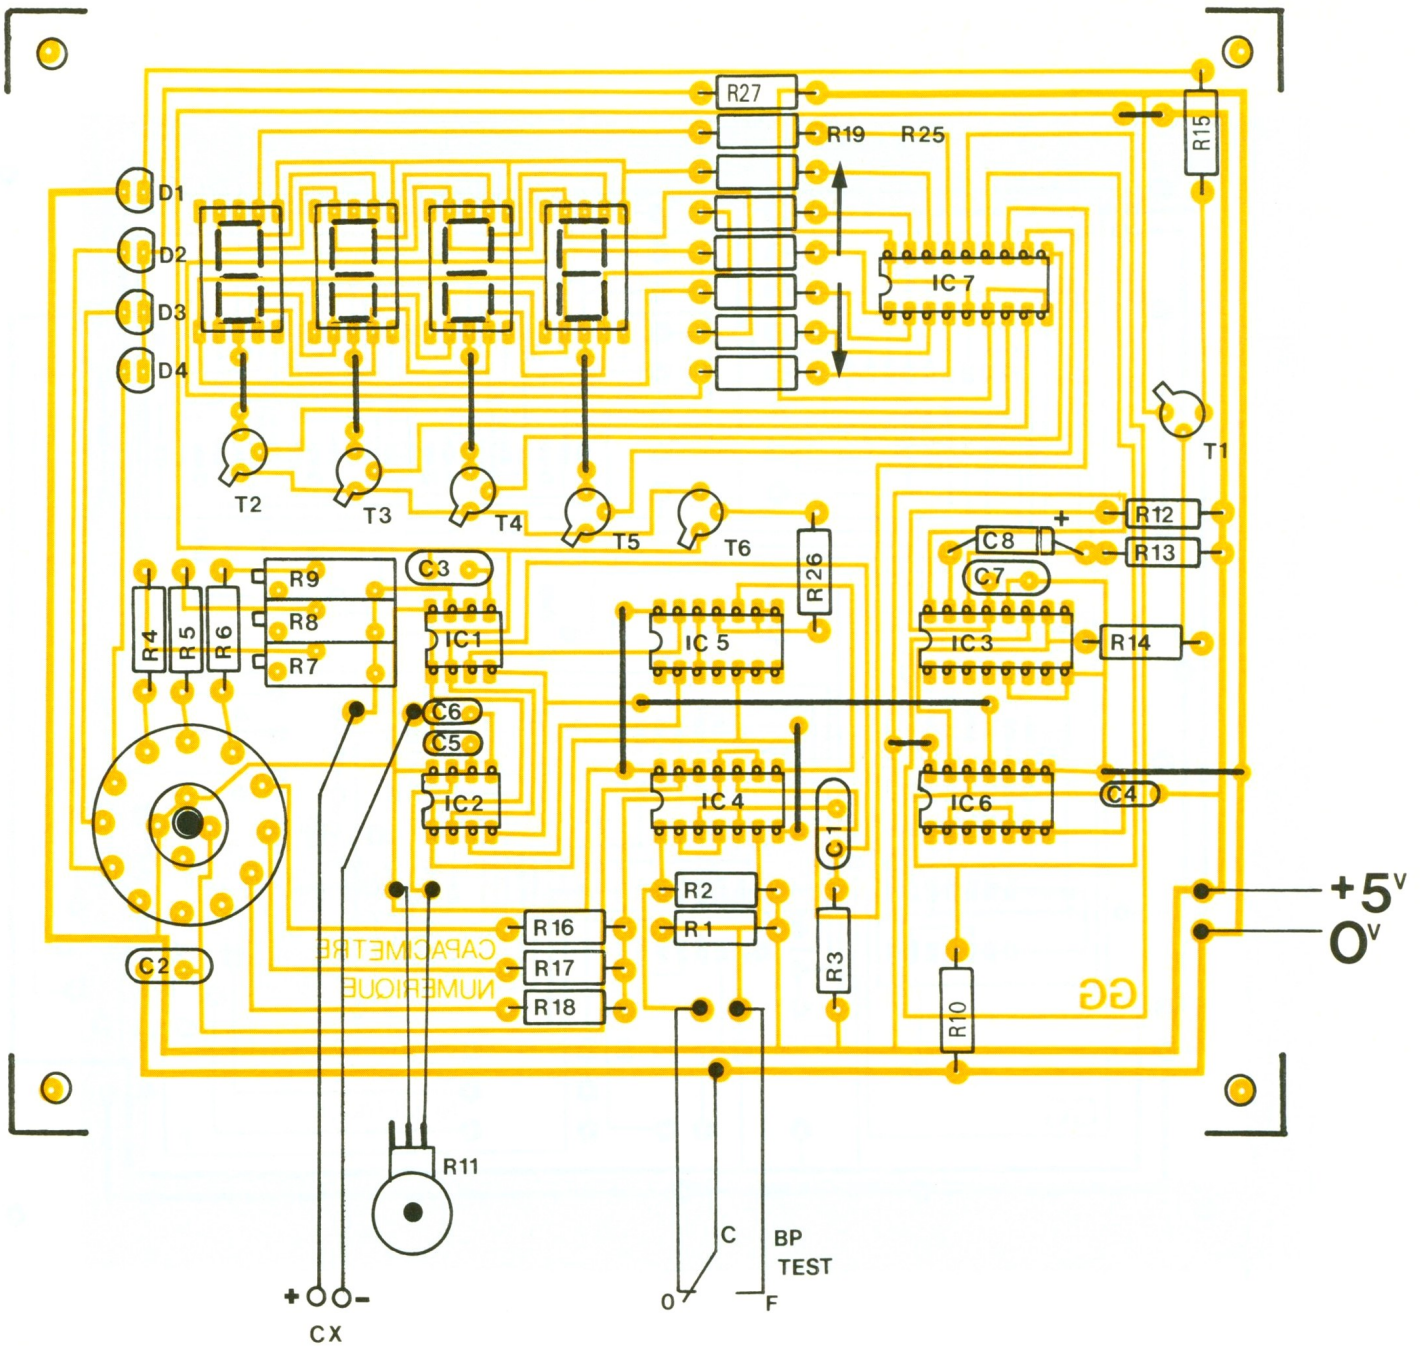 R27
R19 R25
R15
D1
D2
D3
D4
IC 7
T1
T2
T3
T4
T5
T6
R12
C8 +
R13
C7
R26
C3
R9
R8
R7
R4
R5
R6
IC1
IC 5
IC 3
R14
C6
C5
IC2
IC 4
IC 6
C4
C1
R2
R1
+5V
0V
R16
CAPACIMETRE
R17
NUMERIQUE
R18
C2
R3
R10
GG
R11
C
BP
TEST
O
F
+ -
CX